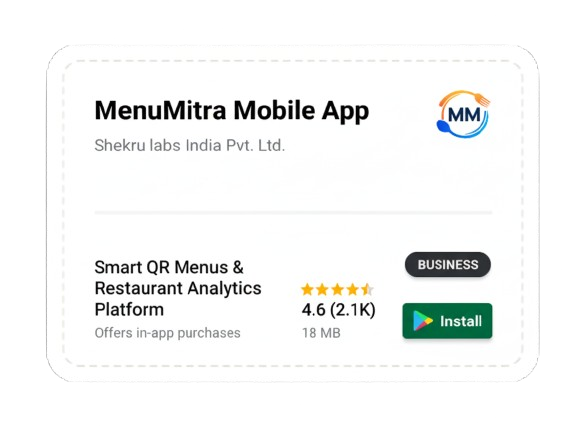 MenuMitra Mobile App
MM
Shekru labs India Pvt. Ltd.
Smart QR Menus &
Restaurant Analytics
Platform
Offers in-app purchases
4.6 (2.1K)
18 MB
BUSINESS
Install